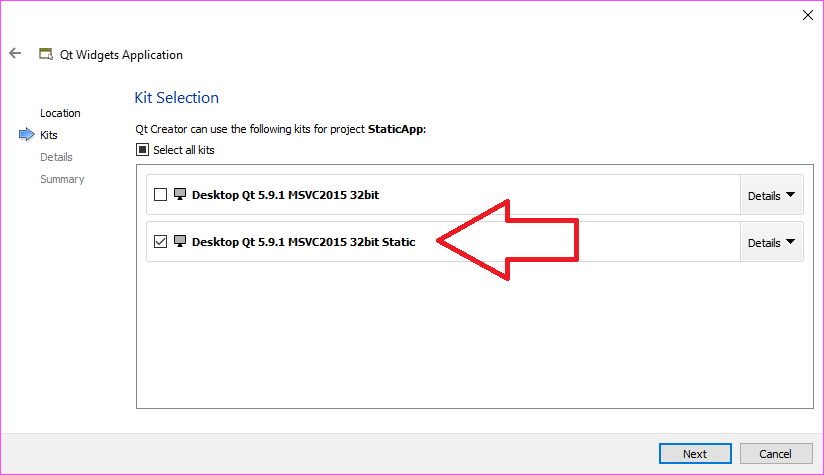 Qt Widgets Application
Location
Kits
Details
Summary
Kit Selection
Qt Creator can use the following kits for project StaticApp:
Select all kits
Desktop Qt 5.9.1 MSVC2015 32bit
Details
Desktop Qt 5.9.1 MSVC2015 32bit Static
Details
Next
Cancel